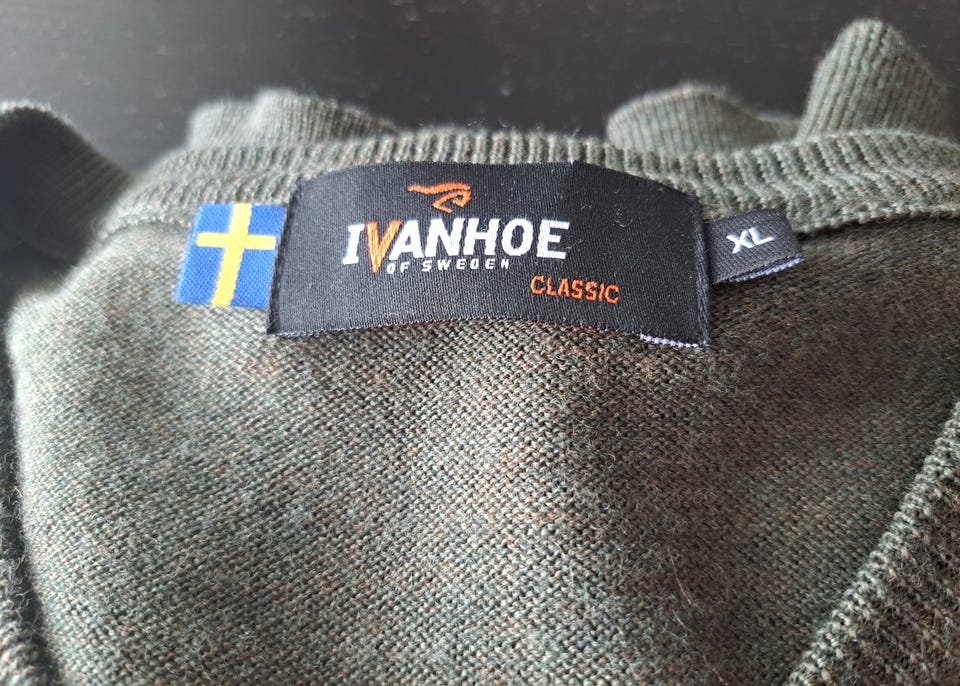 IVANHOE
OF SWEDEN
CLASSIC
XL